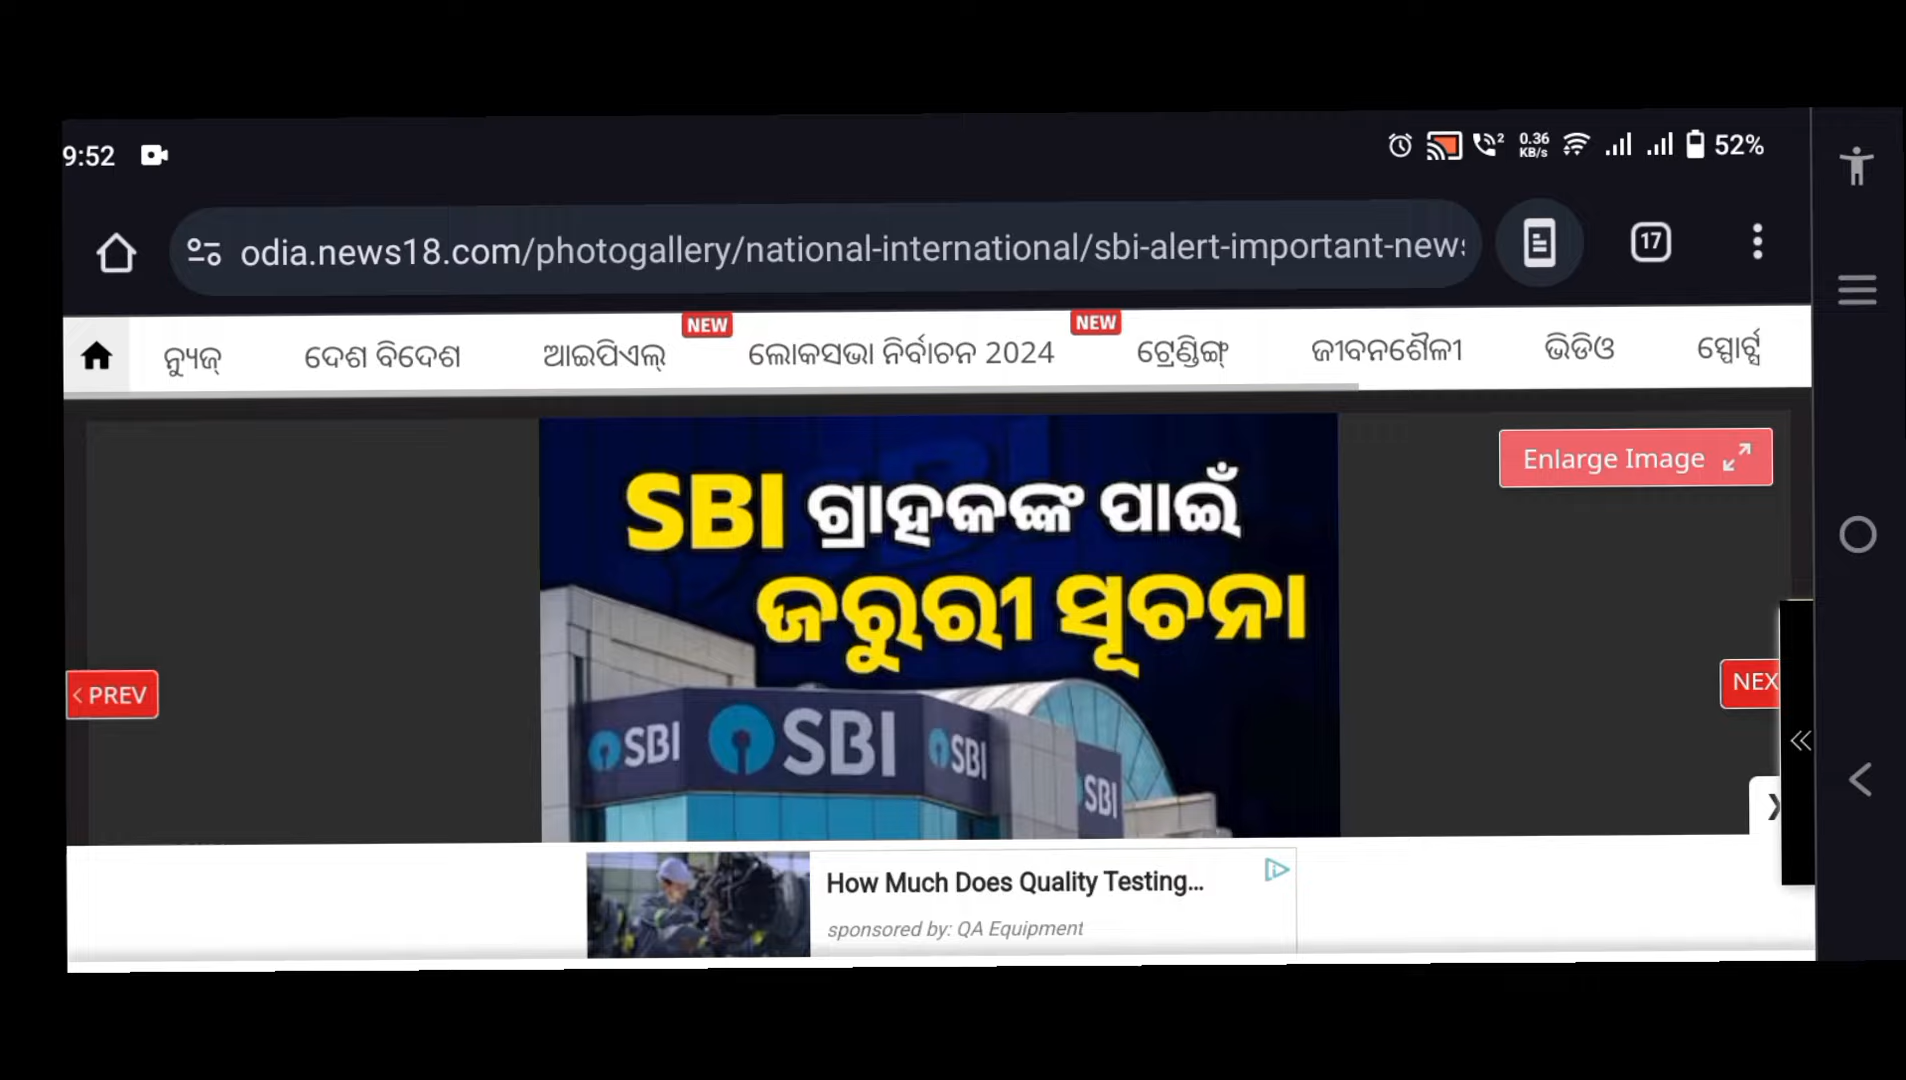 9:52 2 0.36 KB/s 52%
odia.news18.com/photogallery/national-international/sbi-alert-important-news
17
ନ୍ୟୁଜ୍ ଦେଶ ବିଦେଶ ଆଇପିଏଲ୍ NEW ଲୋକସଭା ନିର୍ବାଚନ 2024 NEW ଟ୍ରେଣ୍ଡିଙ୍ଗ୍ ଜୀବନଶୈଳୀ ଭିଡିଓ ସ୍ପୋର୍ଟ୍ସ
Enlarge Image
SBI ଗ୍ରାହକଙ୍କ ପାଇଁ
ଜରୁରୀ ସୂଚନା
PREV
NEX
SBI SBI SBI
SBI
How Much Does Quality Testing...
sponsored by: QA Equipment